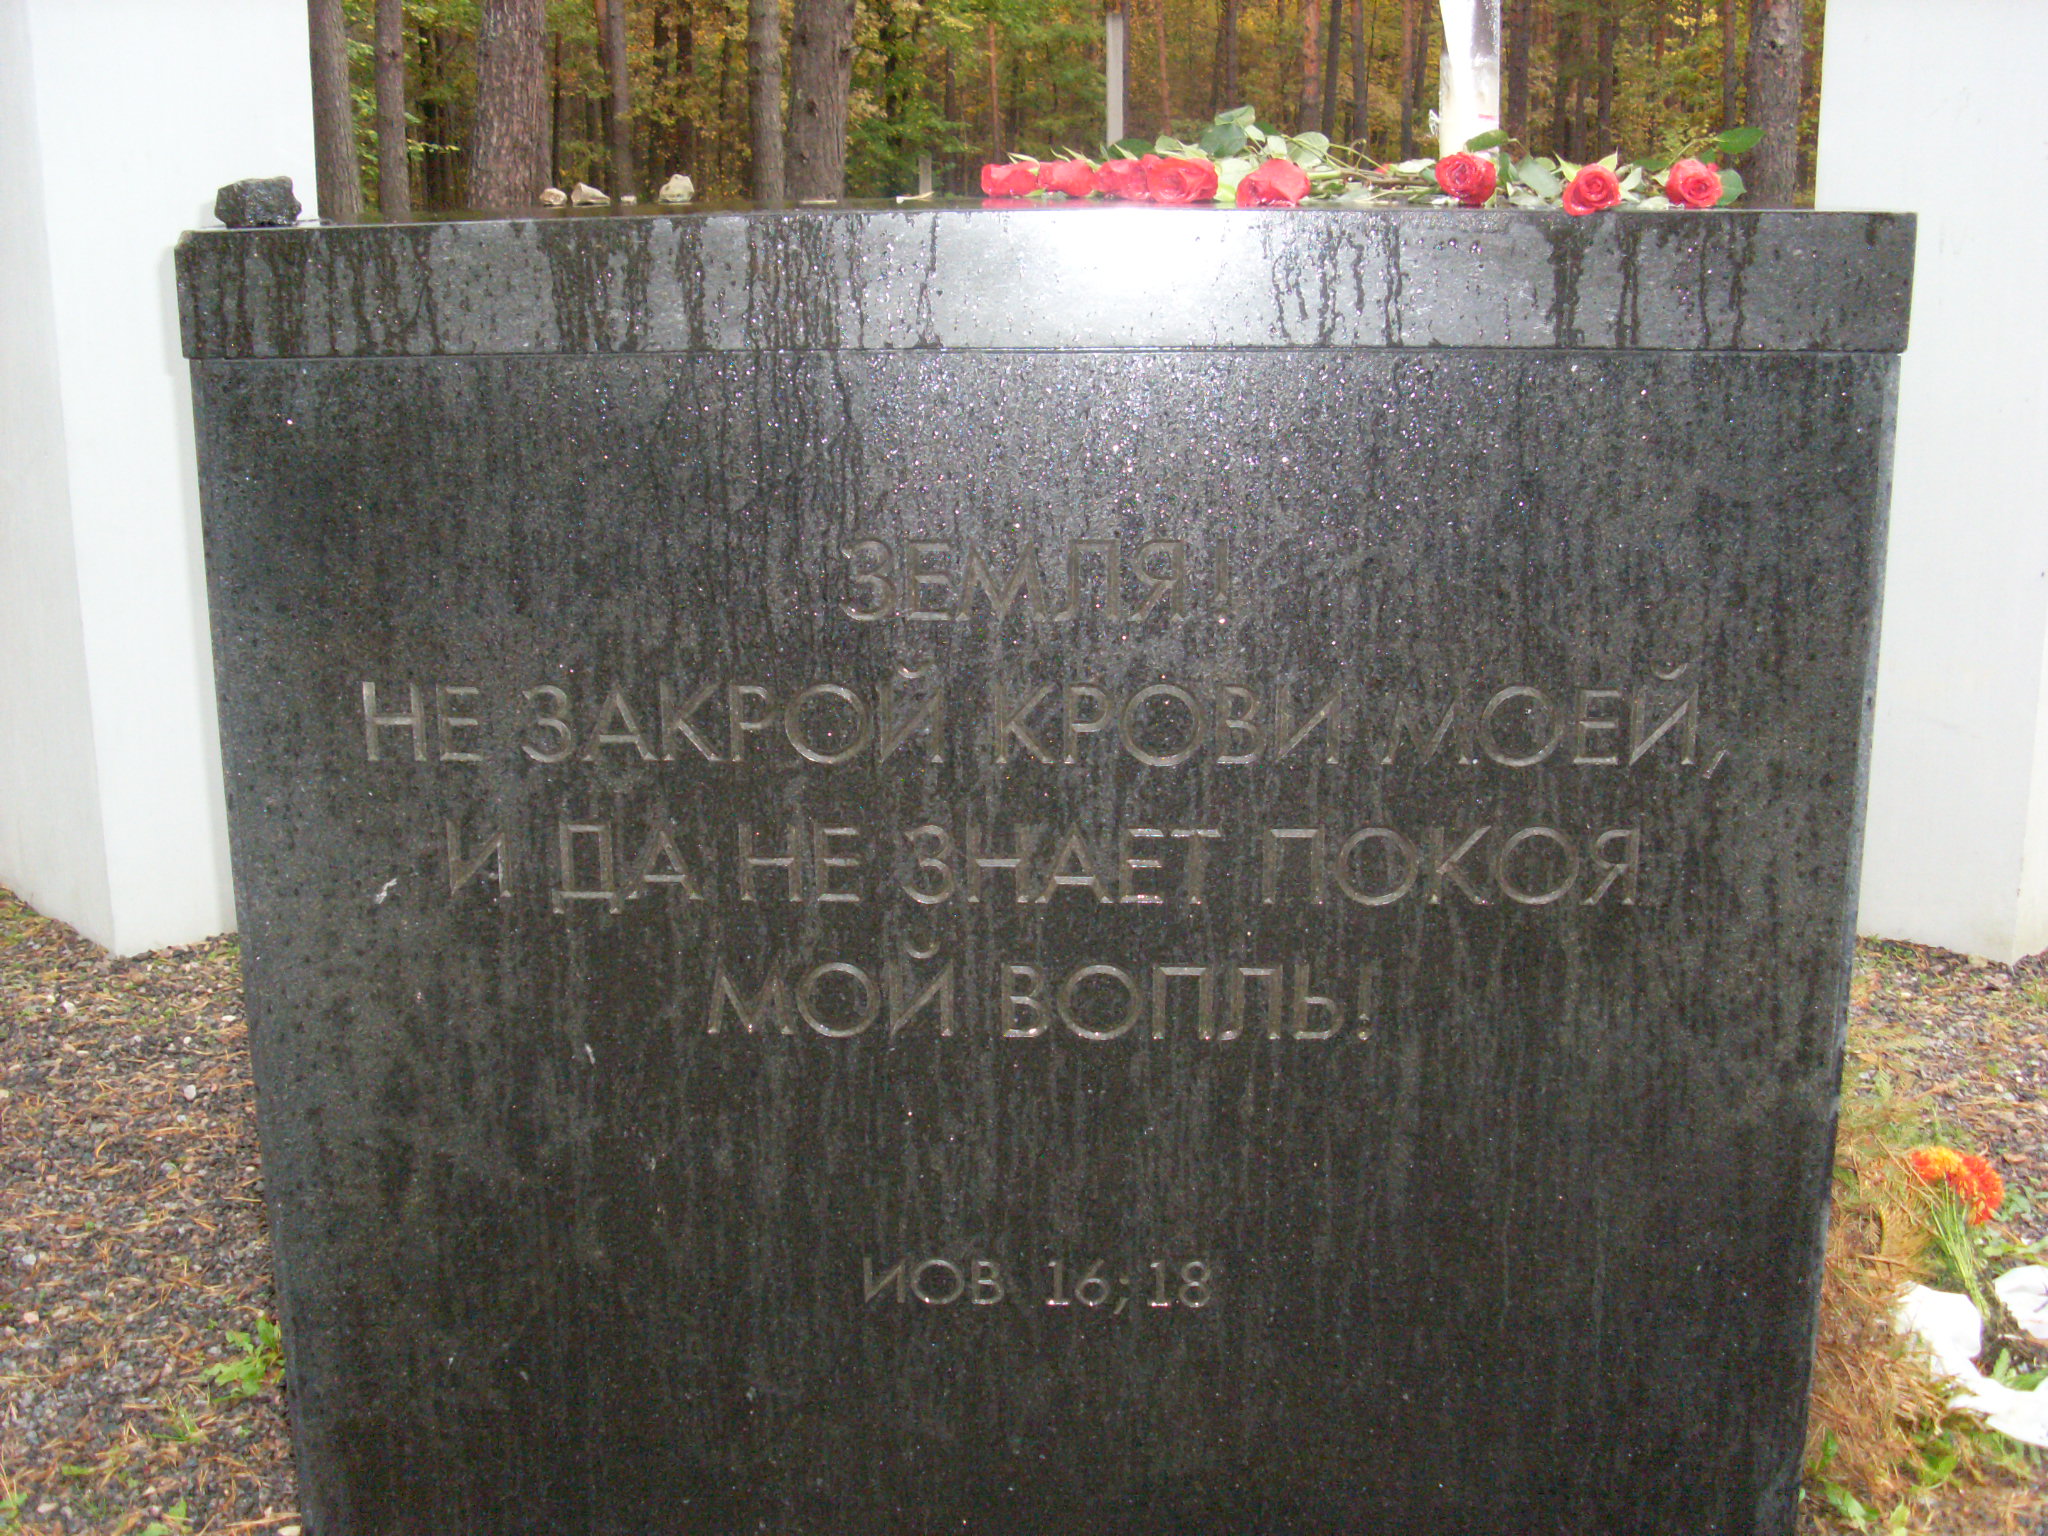 ЗЕМЛЯ!
НЕ ЗАКРОЙ КРОВИ МОЕЙ,
И ДА НЕ ЗНАЕТ ПОКОЯ
МОЙ ВОПЛЬ!
ИОВ 16;18